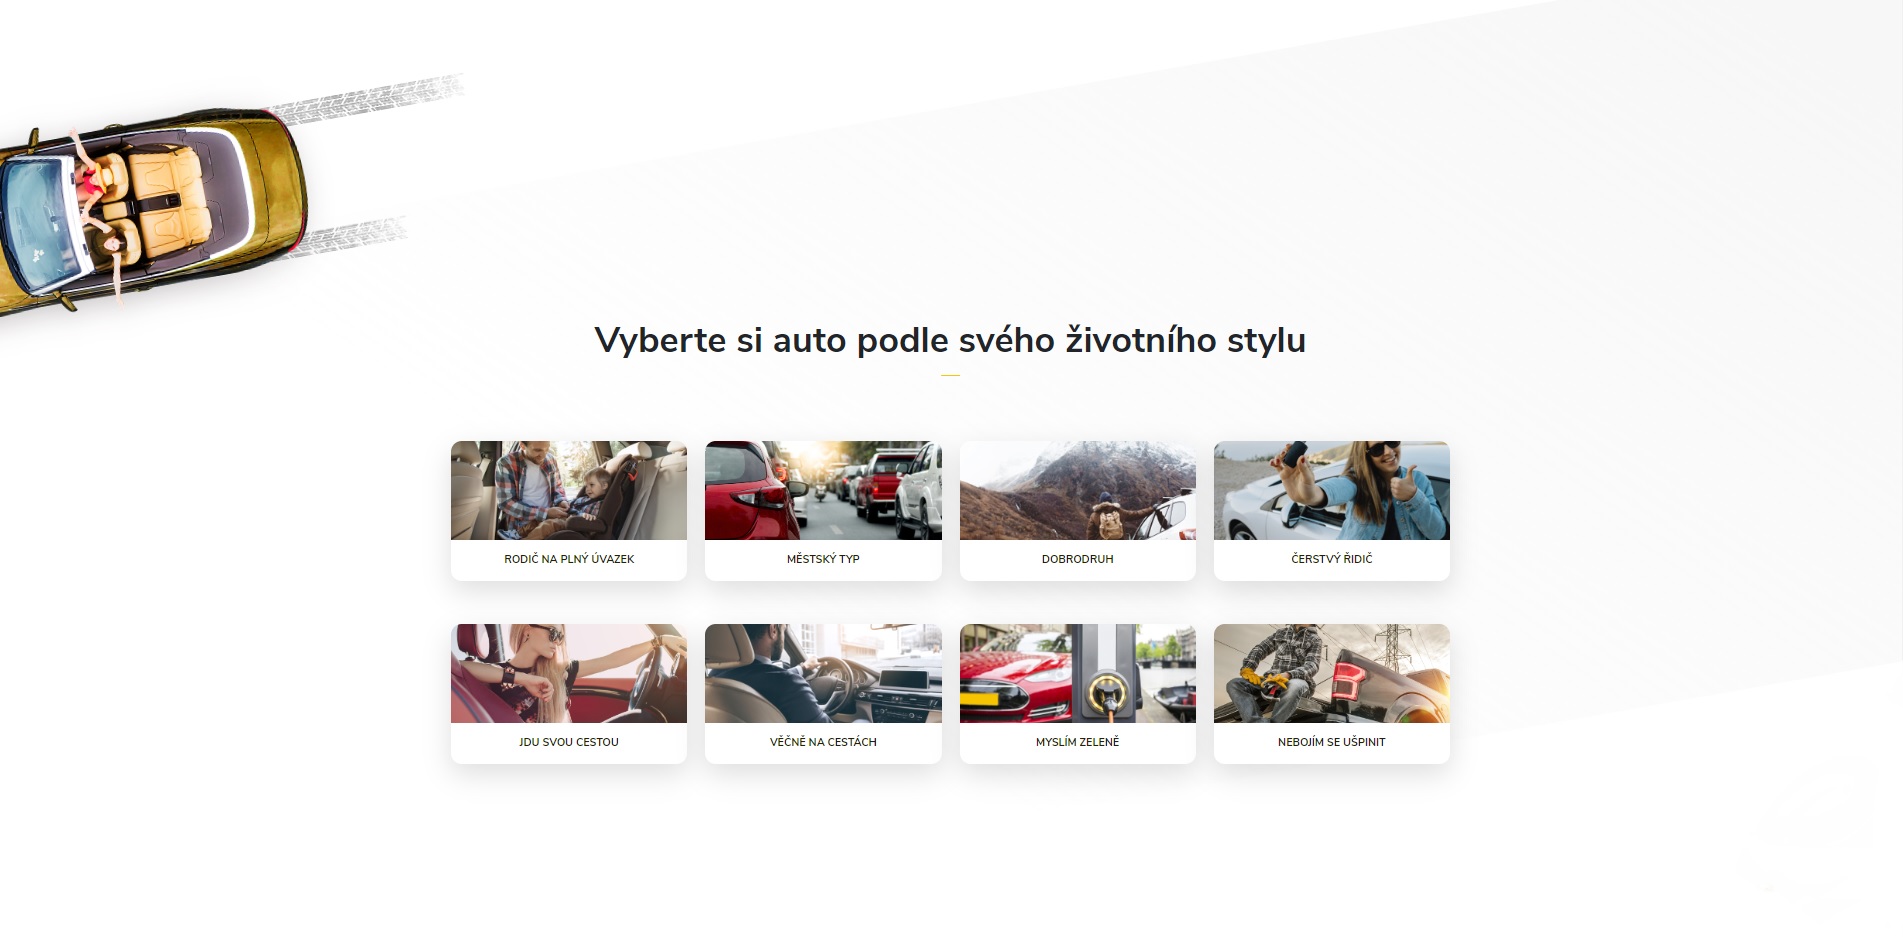 Vyberte si auto podle svého životního stylu
RODIČ NA PLNÝ ÚVAZEK
MĚSTSKÝ TYP
DOBRODRUH
ČERSTVÝ ŘIDIČ
JDU SVOU CESTOU
VĚČNĚ NA CESTÁCH
MYSLÍM ZELENĚ
NEBOJÍM SE UŠPINIT